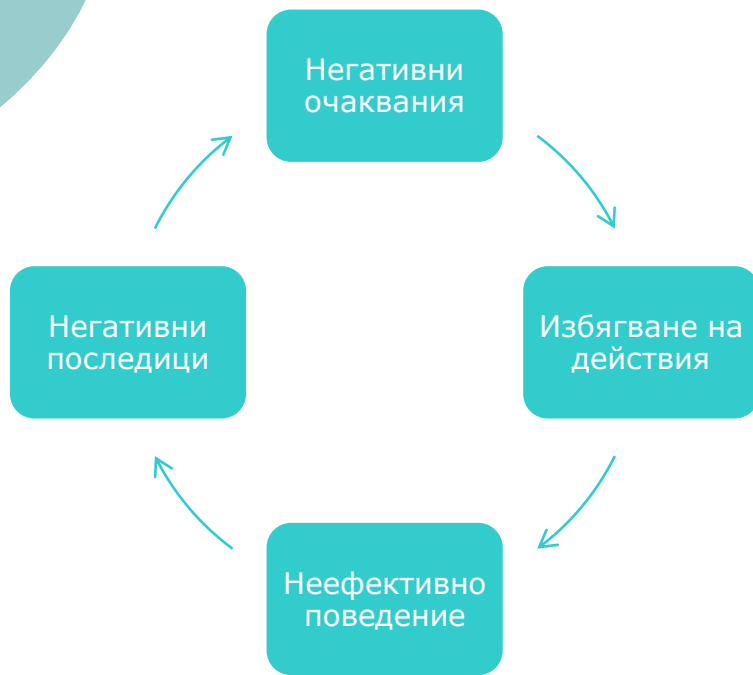 Негативни
очаквания
Избягване на
действия
Неефективно
поведение
Негативни
последици